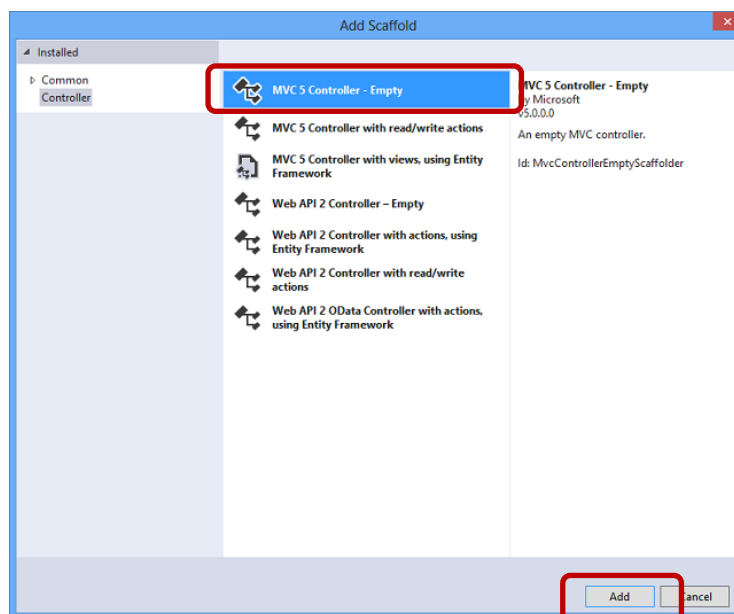 Add Scaffold
Installed
Common
Controller
MVC 5 Controller - Empty
MVC 5 Controller with read/write actions
MVC 5 Controller with views, using Entity
Framework
Web API 2 Controller – Empty
Web API 2 Controller with actions, using
Entity Framework
Web API 2 Controller with read/write
actions
Web API 2 OData Controller with actions,
using Entity Framework
MVC 5 Controller - Empty
by Microsoft
v5.0.0.0
An empty MVC controller.
Id: MvcControllerEmptyScaffolder
Add
Cancel